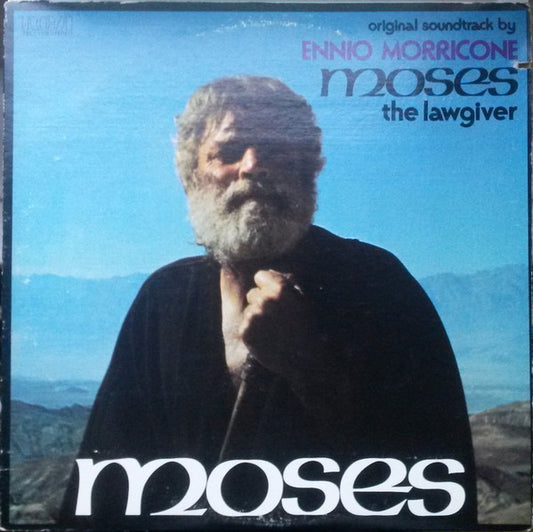 original soundtrack by
ENNIO MORRICONE
moses
the lawgiver
moses